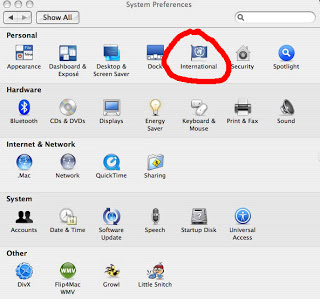 System Preferences
Show All
Personal
Appearance Dashboard & Exposé Desktop & Screen Saver Dock International Security Spotlight
Hardware
Bluetooth CDs & DVDs Displays Energy Saver Keyboard & Mouse Print & Fax Sound
Internet & Network
.Mac Network QuickTime Sharing
System
Accounts Date & Time Software Update Speech Startup Disk Universal Access
Other
WMV
DivX Flip4Mac WMV Growl Little Snitch